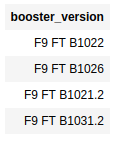 booster_version
F9 FT B1022
F9 FT B1026
F9 FT B1021.2
F9 FT B1031.2